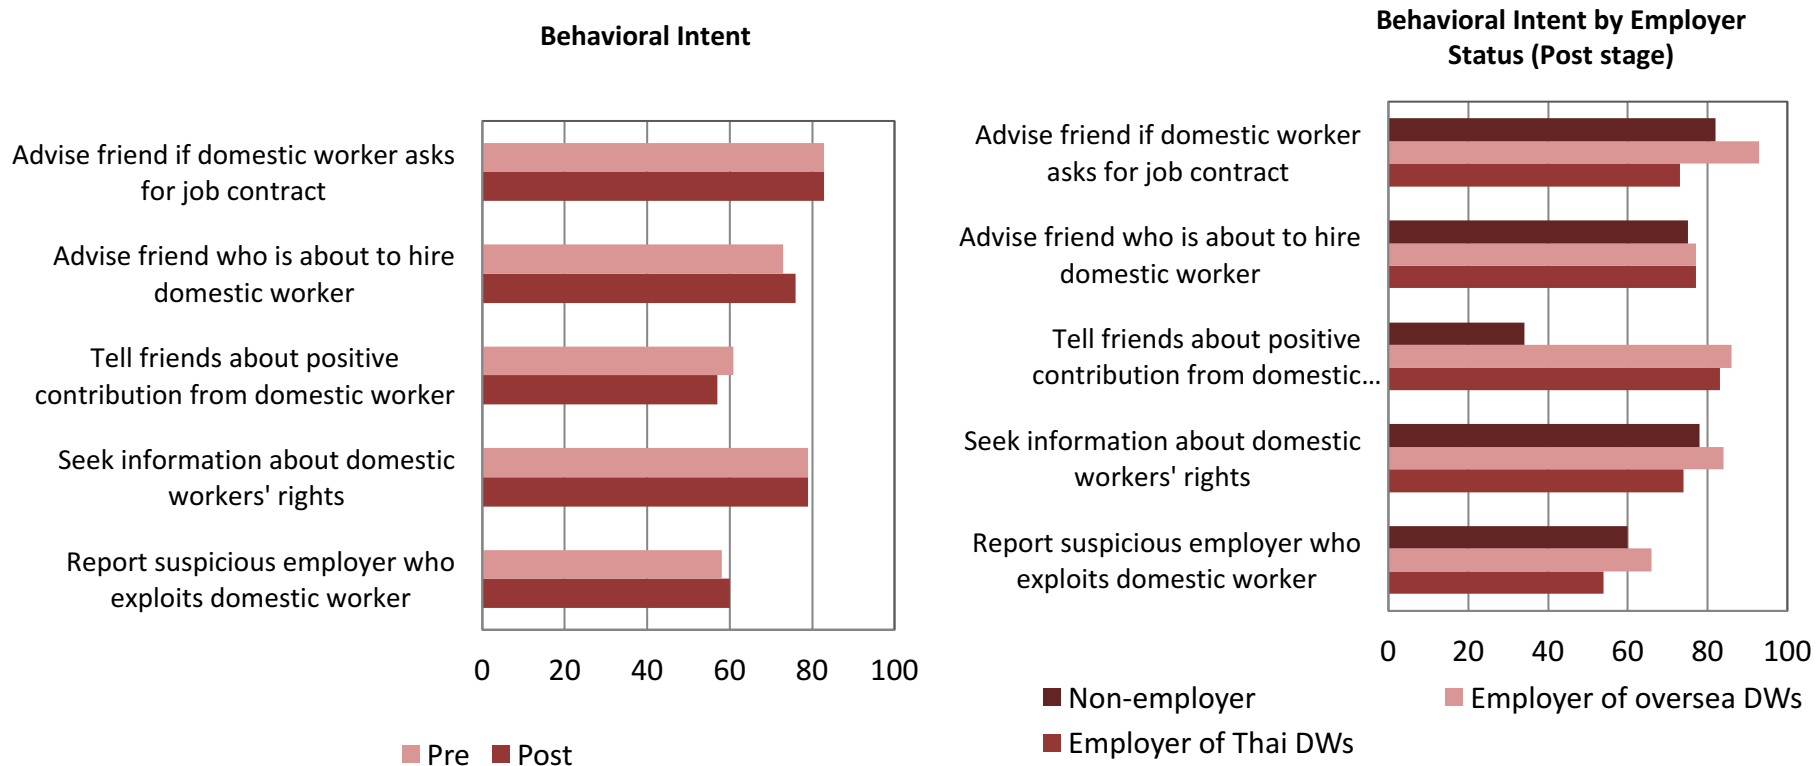 Behavioral Intent
Advise friend if domestic worker asks
for job contract
Advise friend who is about to hire
domestic worker
Tell friends about positive
contribution from domestic worker
Seek information about domestic
workers' rights
Report suspicious employer who
exploits domestic worker
0 20 40 60 80 100
Pre Post
Behavioral Intent by Employer
Status (Post stage)
Advise friend if domestic worker
asks for job contract
Advise friend who is about to hire
domestic worker
Tell friends about positive
contribution from domestic...
Seek information about domestic
workers' rights
Report suspicious employer who
exploits domestic worker
0 20 40 60 80 100
Non-employer Employer of oversea DWs
Employer of Thai DWs